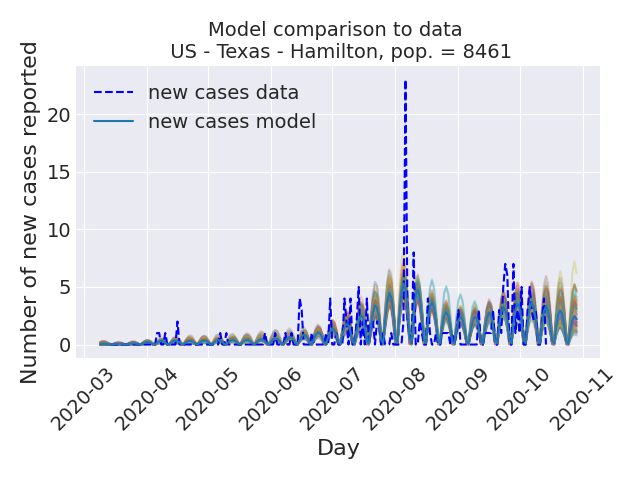 Model comparison to data
US - Texas - Hamilton, pop. = 8461
Number of new cases reported
new cases data
new cases model
20
15
10
5
0
2020-03
2020-04
2020-05
2020-06
2020-07
2020-08
2020-09
2020-10
2020-11
Day